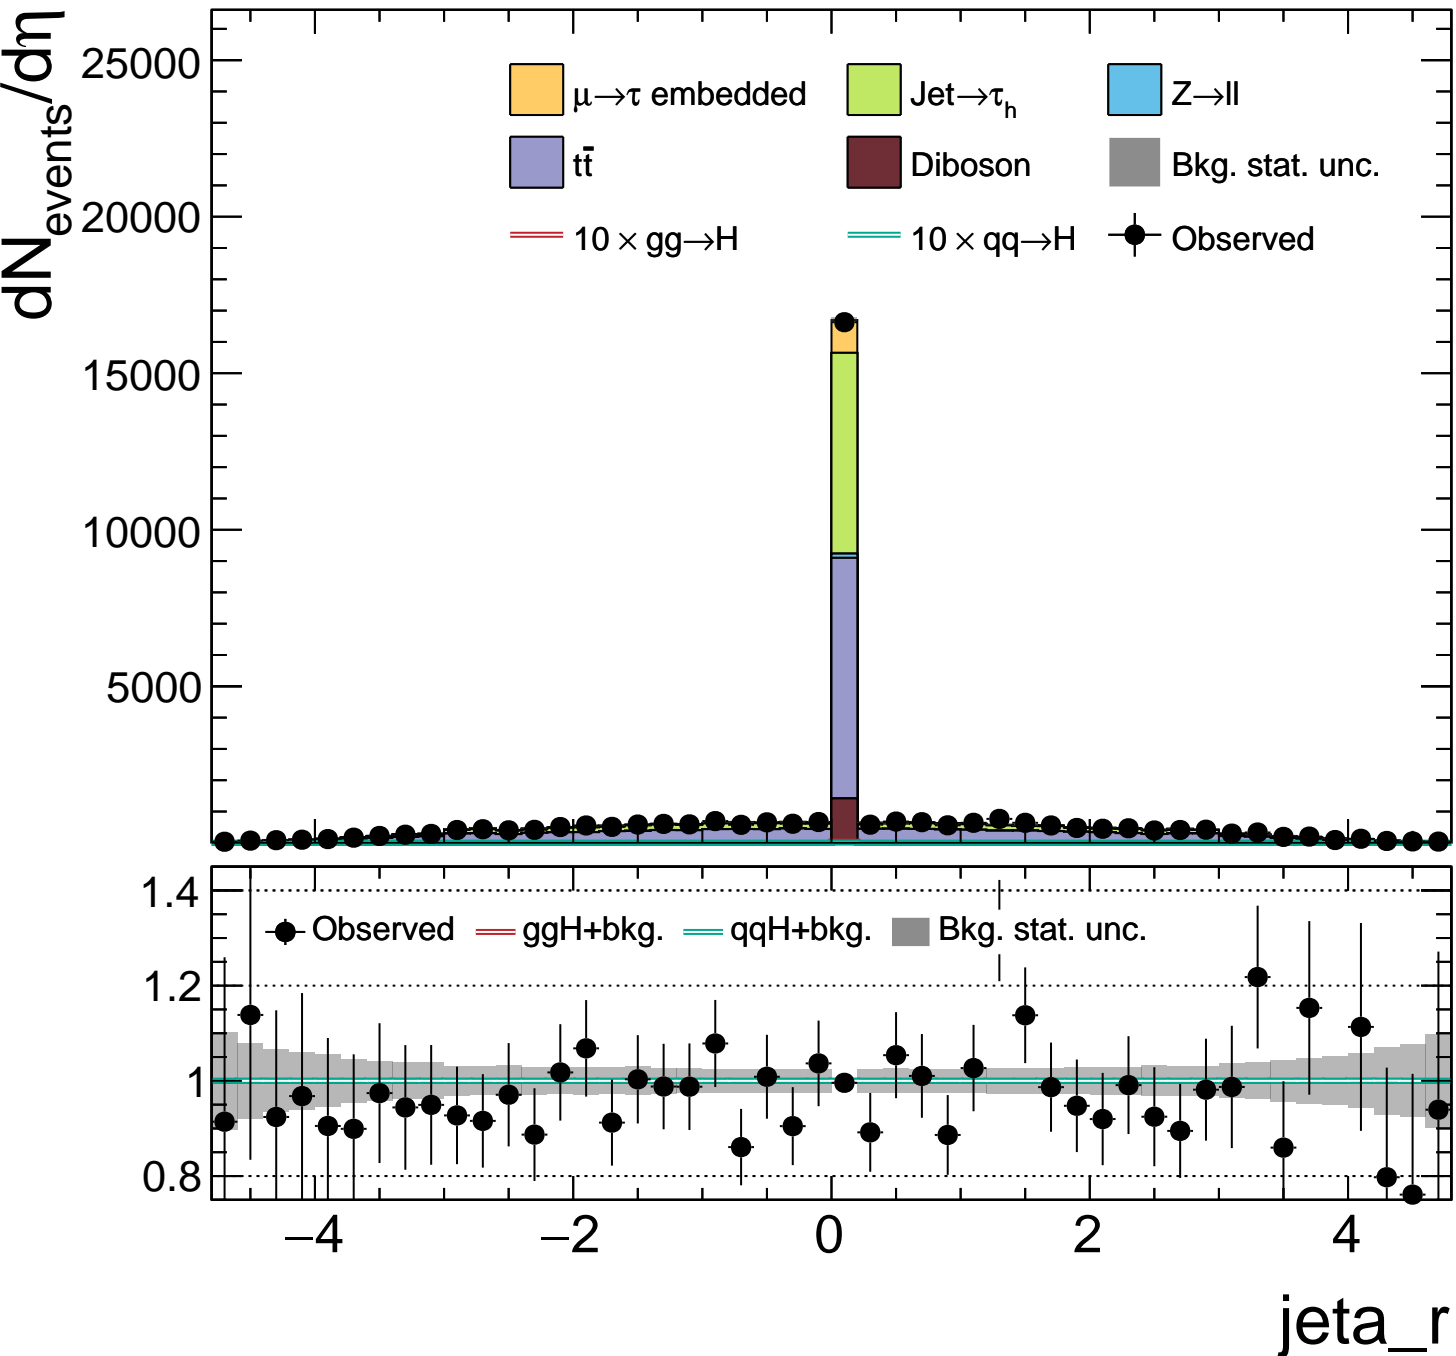 dN_events/dη
25000
20000
15000
10000
5000
μ→τ embedded
Jet→τ_h
Z→ll
tt̄
Diboson
Bkg. stat. unc.
10 × gg→H
10 × qq→H
Observed
1.4
1.2
1
0.8
Observed
ggH+bkg.
qqH+bkg.
Bkg. stat. unc.
−4
−2
0
2
4
jeta_r